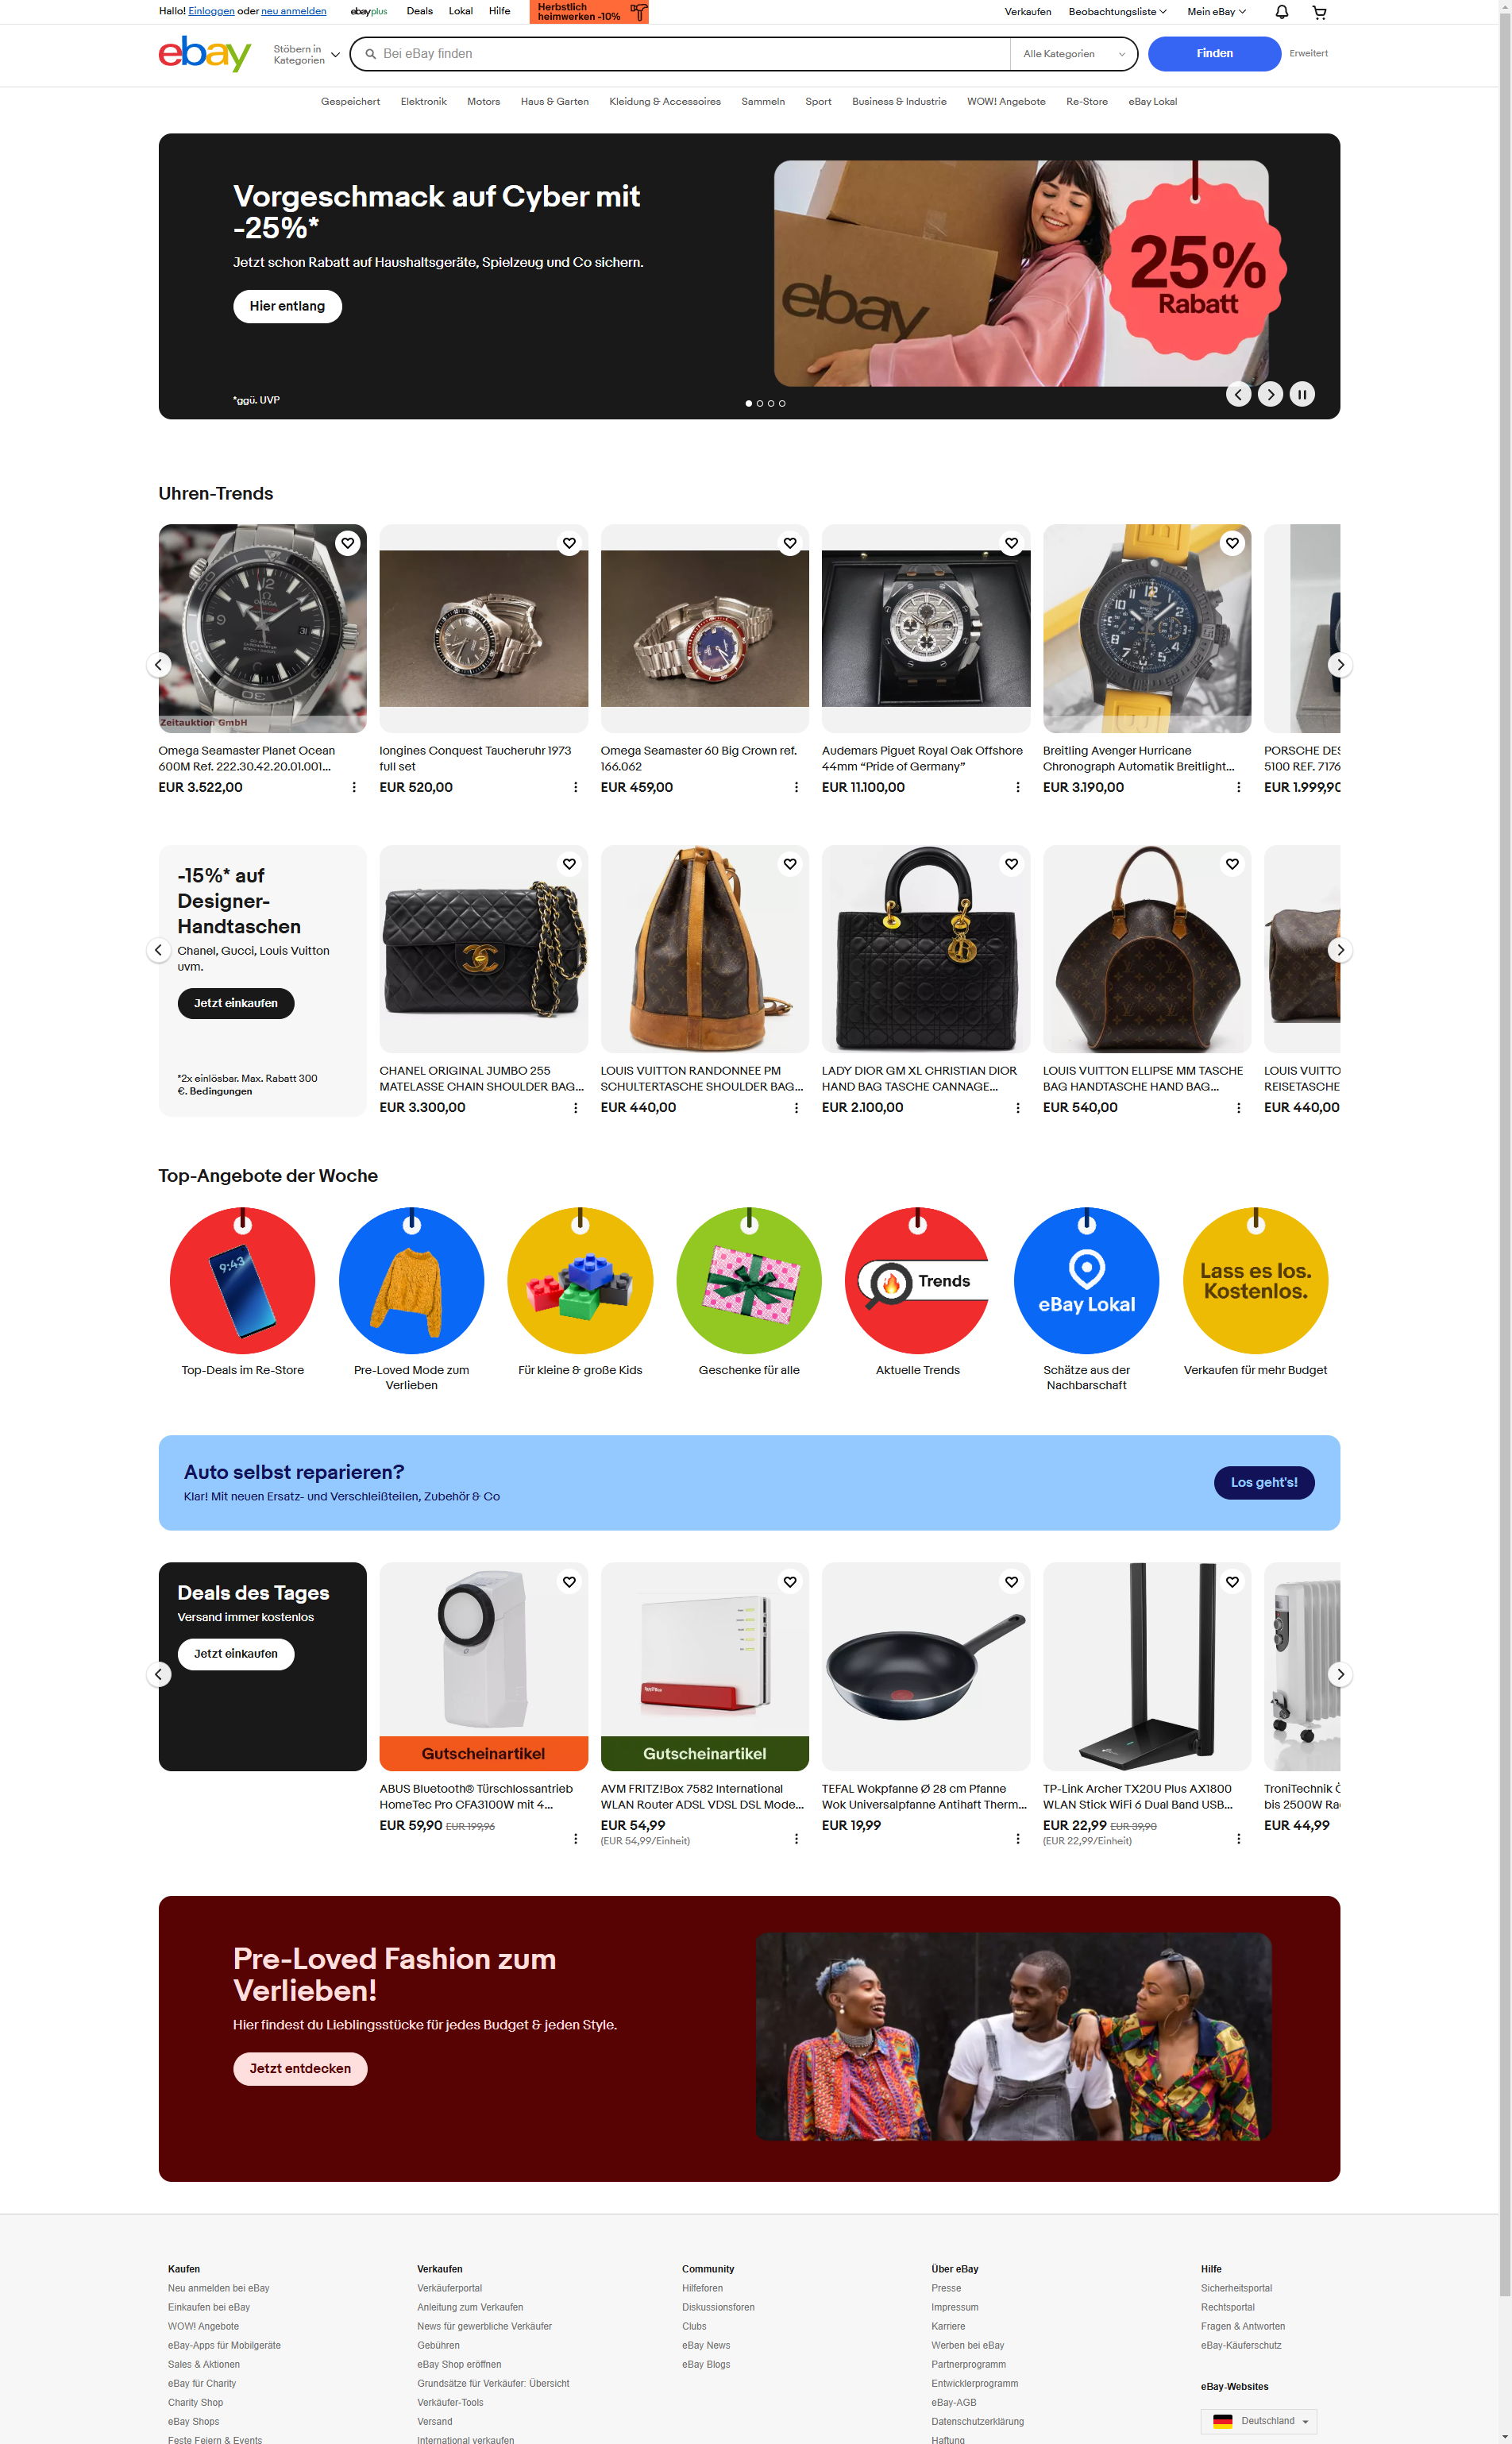 Hallo! Einloggen oder neu anmelden
ebayplus
Deals
Lokal
Hilfe
Herbstlich
heimwerken -10%
Verkaufen
Beobachtungsliste
Mein eBay
ebay
Stöbern in
Kategorien
Bei eBay finden
Alle Kategorien
Finden
Erweitert
Gespeichert
Elektronik
Motors
Haus & Garten
Kleidung & Accessoires
Sammeln
Sport
Business & Industrie
WOW! Angebote
Re-Store
eBay Lokal
Vorgeschmack auf Cyber mit
-25%*
Jetzt schon Rabatt auf Haushaltsgeräte, Spielzeug und Co sichern.
Hier entlang
*ggü. UVP
ebay
25%
Rabatt
Uhren-Trends
Zeitauktion GmbH
Omega Seamaster Planet Ocean
600M Ref. 222.30.42.20.01.001...
EUR 3.522,00
longines Conquest Taucheruhr 1973
full set
EUR 520,00
Omega Seamaster 60 Big Crown ref.
166.062
EUR 459,00
Audemars Piguet Royal Oak Offshore
44mm “Pride of Germany”
EUR 11.100,00
Breitling Avenger Hurricane
Chronograph Automatik Breitlight...
EUR 3.190,00
PORSCHE DES
5100 REF. 7176
EUR 1.999,90
-15%* auf
Designer-
Handtaschen
Chanel, Gucci, Louis Vuitton
uvm.
Jetzt einkaufen
*2x einlösbar. Max. Rabatt 300
€. Bedingungen
CHANEL ORIGINAL JUMBO 255
MATELASSE CHAIN SHOULDER BAG...
EUR 3.300,00
LOUIS VUITTON RANDONNEE PM
SCHULTERTASCHE SHOULDER BAG...
EUR 440,00
LADY DIOR GM XL CHRISTIAN DIOR
HAND BAG TASCHE CANNAGE...
EUR 2.100,00
LOUIS VUITTON ELLIPSE MM TASCHE
BAG HANDTASCHE HAND BAG...
EUR 540,00
LOUIS VUITTO
REISETASCHE
EUR 440,00
Top-Angebote der Woche
9:43
Trends
eBay Lokal
Lass es los.
Kostenlos.
Top-Deals im Re-Store
Pre-Loved Mode zum
Verlieben
Für kleine & große Kids
Geschenke für alle
Aktuelle Trends
Schätze aus der
Nachbarschaft
Verkaufen für mehr Budget
Auto selbst reparieren?
Klar! Mit neuen Ersatz- und Verschleißteilen, Zubehör & Co
Los geht's!
Deals des Tages
Versand immer kostenlos
Jetzt einkaufen
Gutscheinartikel
ABUS Bluetooth® Türschlossantrieb
HomeTec Pro CFA3100W mit 4...
EUR 59,90 EUR 199,96
Gutscheinartikel
AVM FRITZ!Box 7582 International
WLAN Router ADSL VDSL DSL Mode...
EUR 54,99
(EUR 54,99/Einheit)
TEFAL Wokpfanne Ø 28 cm Pfanne
Wok Universalpfanne Antihaft Therm...
EUR 19,99
TP-Link Archer TX20U Plus AX1800
WLAN Stick WiFi 6 Dual Band USB...
EUR 22,99 EUR 39,90
(EUR 22,99/Einheit)
TroniTechnik Ö
bis 2500W Rad
EUR 44,99
Pre-Loved Fashion zum
Verlieben!
Hier findest du Lieblingsstücke für jedes Budget & jeden Style.
Jetzt entdecken
Kaufen
Neu anmelden bei eBay
Einkaufen bei eBay
WOW! Angebote
eBay-Apps für Mobilgeräte
Sales & Aktionen
eBay für Charity
Charity Shop
eBay Shops
Feste Feiern & Events
Verkaufen
Verkäuferportal
Anleitung zum Verkaufen
News für gewerbliche Verkäufer
Gebühren
eBay Shop eröffnen
Grundsätze für Verkäufer: Übersicht
Verkäufer-Tools
Versand
International verkaufen
Community
Hilfeforen
Diskussionsforen
Clubs
eBay News
eBay Blogs
Über eBay
Presse
Impressum
Karriere
Werben bei eBay
Partnerprogramm
Entwicklerprogramm
eBay-AGB
Datenschutzerklärung
Haftung
Hilfe
Sicherheitsportal
Rechtsportal
Fragen & Antworten
eBay-Käuferschutz
eBay-Websites
Deutschland